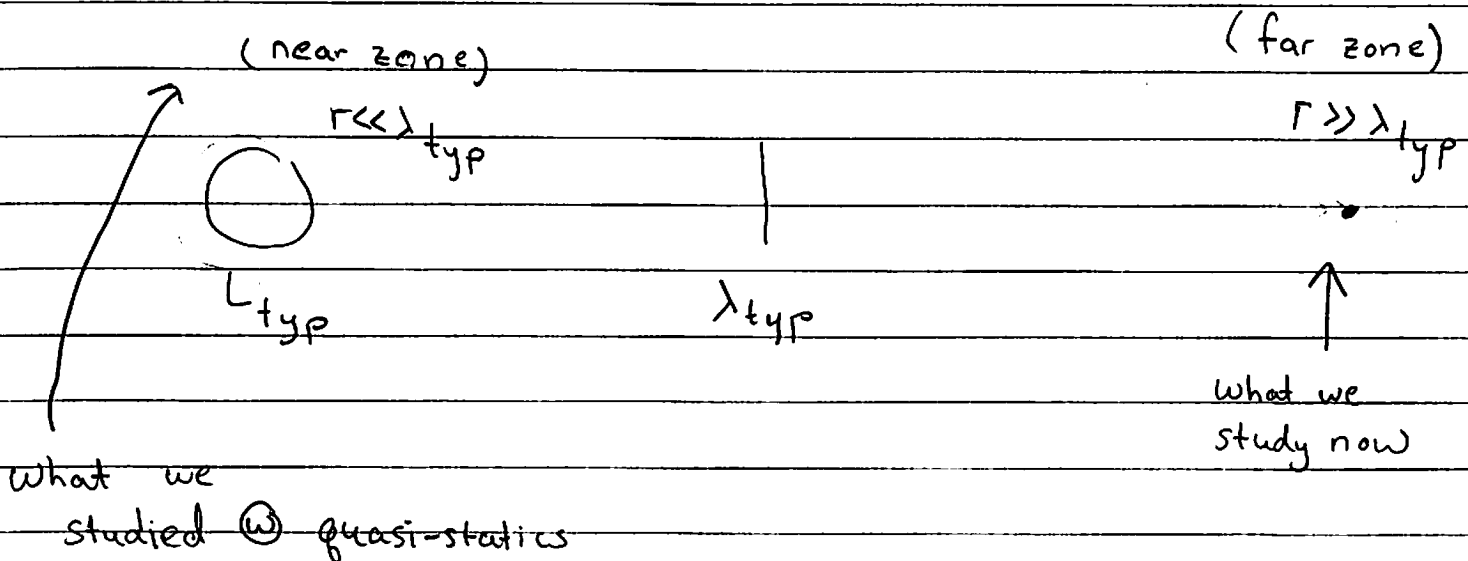 (near zone)
(far zone)
r<<λtyp
r>>λtyp
Ltyp
λtyp
what we
study now
What we
studied ⓦ quasi-statics